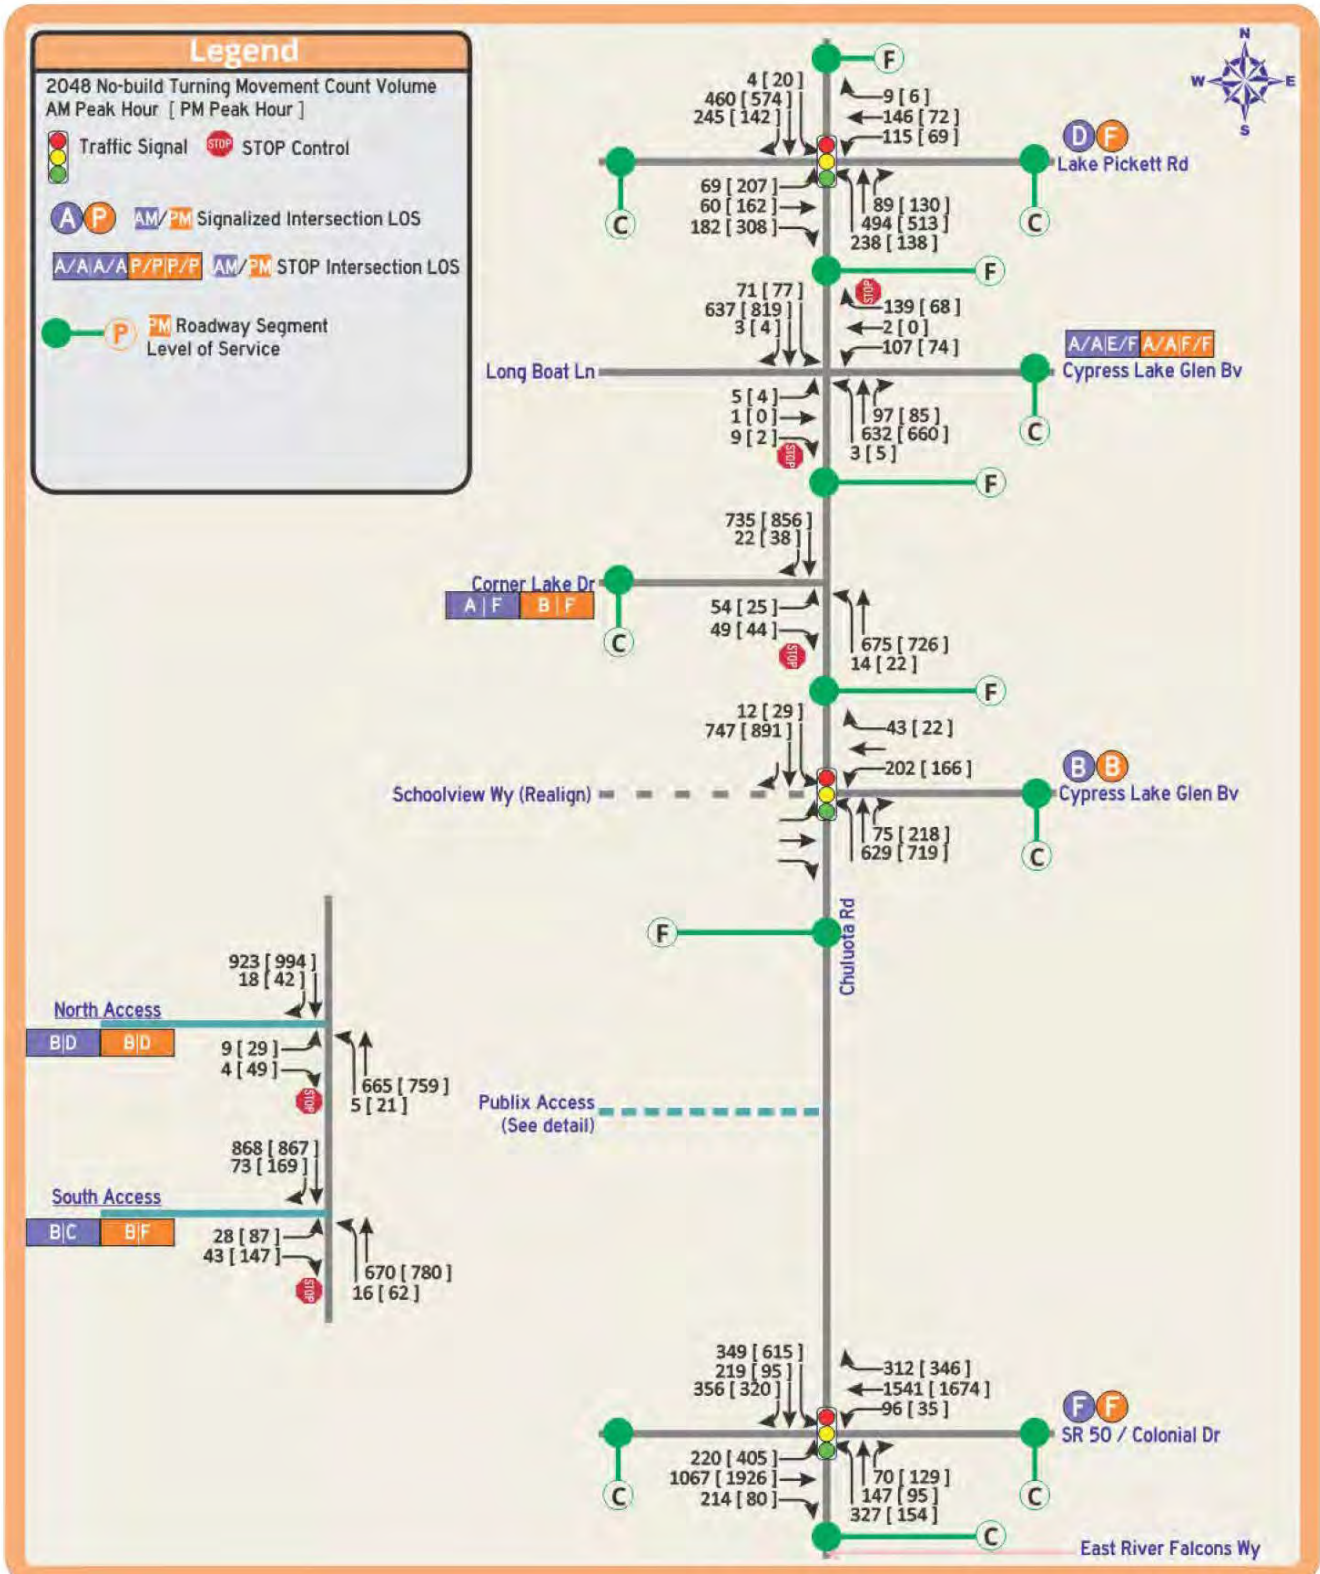 Legend
2048 No-build Turning Movement Count Volume
AM Peak Hour [ PM Peak Hour ]
Traffic Signal STOP STOP Control
A P AM/PM Signalized Intersection LOS
A/A A/A P/P P/P AM/PM STOP Intersection LOS
P PM Roadway Segment
Level of Service
N
W E
S
F
4 [ 20 ]
460 [ 574 ]
245 [ 142 ]
9 [ 6 ]
146 [ 72 ]
115 [ 69 ]
D F
Lake Pickett Rd
C
C
69 [ 207 ]
60 [ 162 ]
182 [ 308 ]
89 [ 130 ]
494 [ 513 ]
238 [ 138 ]
F
71 [ 77 ]
637 [ 819 ]
3 [ 4 ]
STOP
139 [ 68 ]
2 [ 0 ]
107 [ 74 ]
A/A E/F A/A F/F
Long Boat Ln
Cypress Lake Glen Bv
C
5 [ 4 ]
1 [ 0 ]
9 [ 2 ]
STOP
97 [ 85 ]
632 [ 660 ]
3 [ 5 ]
F
735 [ 856 ]
22 [ 38 ]
Corner Lake Dr
A|F B|F
C
54 [ 25 ]
49 [ 44 ]
STOP
675 [ 726 ]
14 [ 22 ]
F
12 [ 29 ]
747 [ 891 ]
43 [ 22 ]
202 [ 166 ]
B B
Schoolview Wy (Realign)
Cypress Lake Glen Bv
C
75 [ 218 ]
629 [ 719 ]
F
Chuluota Rd
923 [ 994 ]
18 [ 42 ]
North Access
B|D B|D
9 [ 29 ]
4 [ 49 ]
STOP
665 [ 759 ]
5 [ 21 ]
Publix Access
(See detail)
868 [ 867 ]
73 [ 169 ]
South Access
B|C B|F
28 [ 87 ]
43 [ 147 ]
STOP
670 [ 780 ]
16 [ 62 ]
349 [ 615 ]
219 [ 95 ]
356 [ 320 ]
312 [ 346 ]
1541 [ 1674 ]
96 [ 35 ]
F F
SR 50 / Colonial Dr
C
C
220 [ 405 ]
1067 [ 1926 ]
214 [ 80 ]
70 [ 129 ]
147 [ 95 ]
327 [ 154 ]
C
East River Falcons Wy